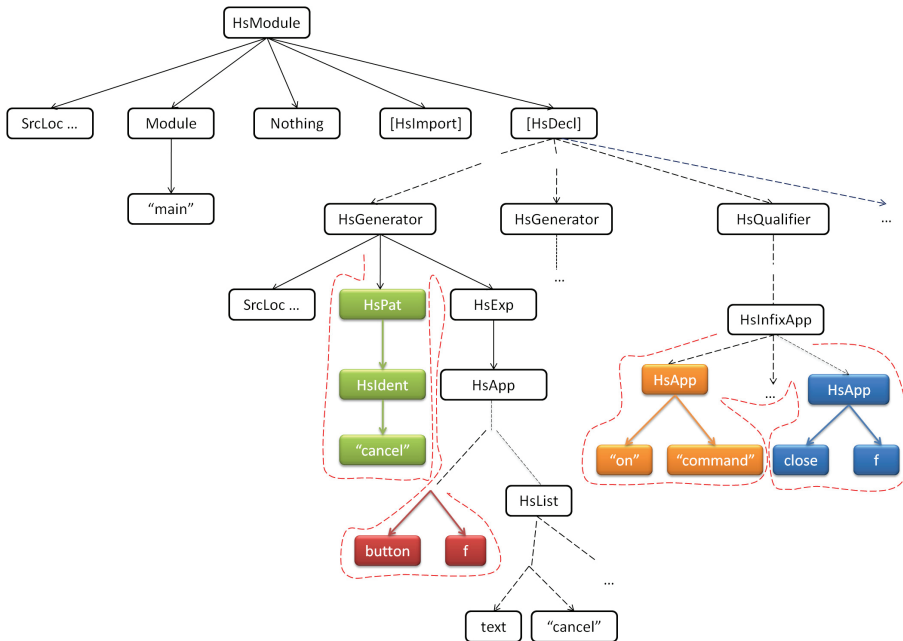 HsModule
SrcLoc ...
Module
Nothing
[HsImport]
[HsDecl]
“main”
HsGenerator
HsGenerator
HsQualifier
...
SrcLoc ...
HsPat
HsExp
...
HsInfixApp
HsIdent
HsApp
HsApp
...
HsApp
“cancel”
“on”
“command”
close
f
HsList
button
f
...
text
“cancel”